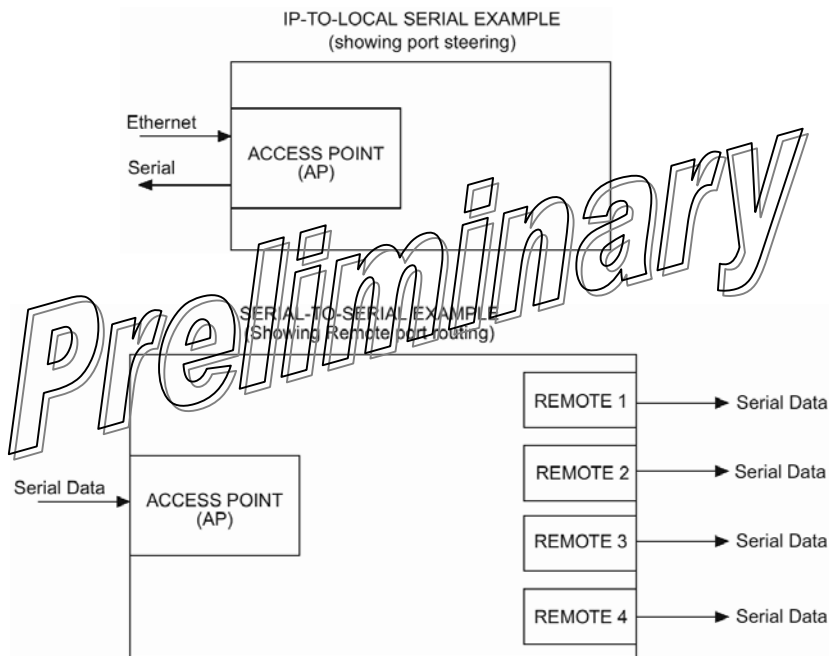 IP-TO-LOCAL SERIAL EXAMPLE
(showing port steering)
Ethernet
Serial
ACCESS POINT
(AP)
Preliminary
SERIAL-TO-SERIAL EXAMPLE
(Showing Remote port routing)
Serial Data
ACCESS POINT
(AP)
REMOTE 1
Serial Data
REMOTE 2
Serial Data
REMOTE 3
Serial Data
REMOTE 4
Serial Data